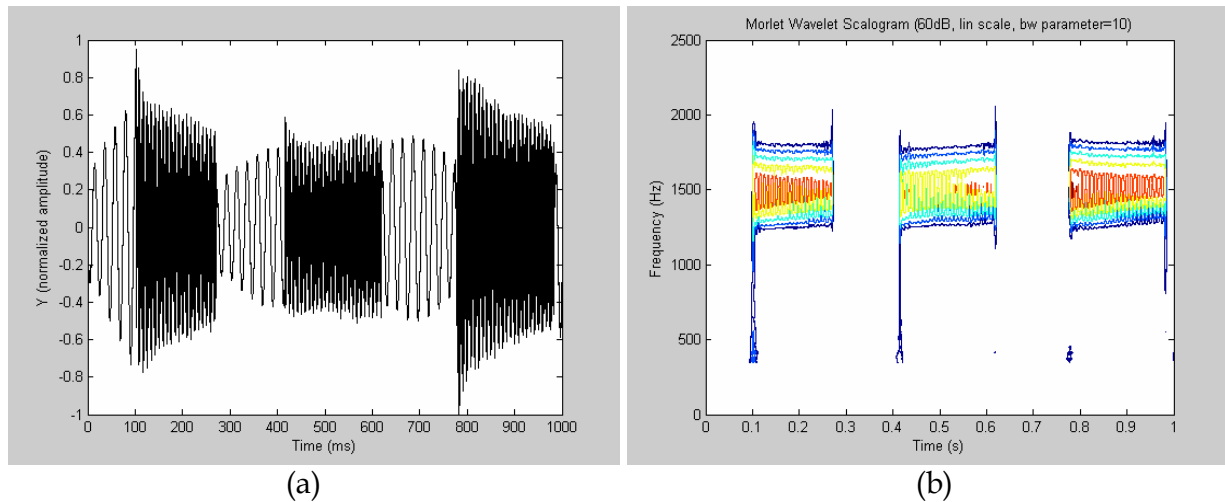 1
0.8
0.6
0.4
0.2
0
-0.2
-0.4
-0.6
-0.8
-1
Y (normalized amplitude)
0 100 200 300 400 500 600 700 800 900 1000
Time (ms)
(a)
Morlet Wavelet Scalogram (60dB, lin scale, bw parameter=10)
2500
2000
1500
1000
500
0
Frequency (Hz)
0 0.1 0.2 0.3 0.4 0.5 0.6 0.7 0.8 0.9 1
Time (s)
(b)